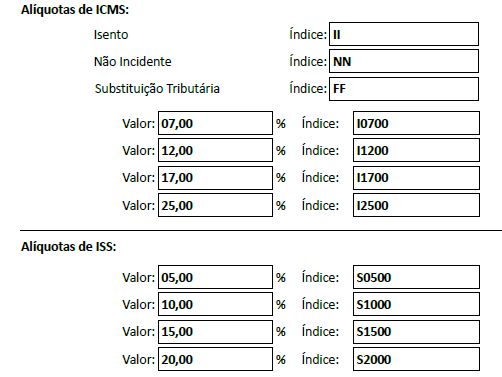 Alíquotas de ICMS:
Isento Índice: II
Não Incidente Índice: NN
Substituição Tributária Índice: FF
Valor: 07,00 % Índice: I0700
Valor: 12,00 % Índice: I1200
Valor: 17,00 % Índice: I1700
Valor: 25,00 % Índice: I2500
Alíquotas de ISS:
Valor: 05,00 % Índice: S0500
Valor: 10,00 % Índice: S1000
Valor: 15,00 % Índice: S1500
Valor: 20,00 % Índice: S2000